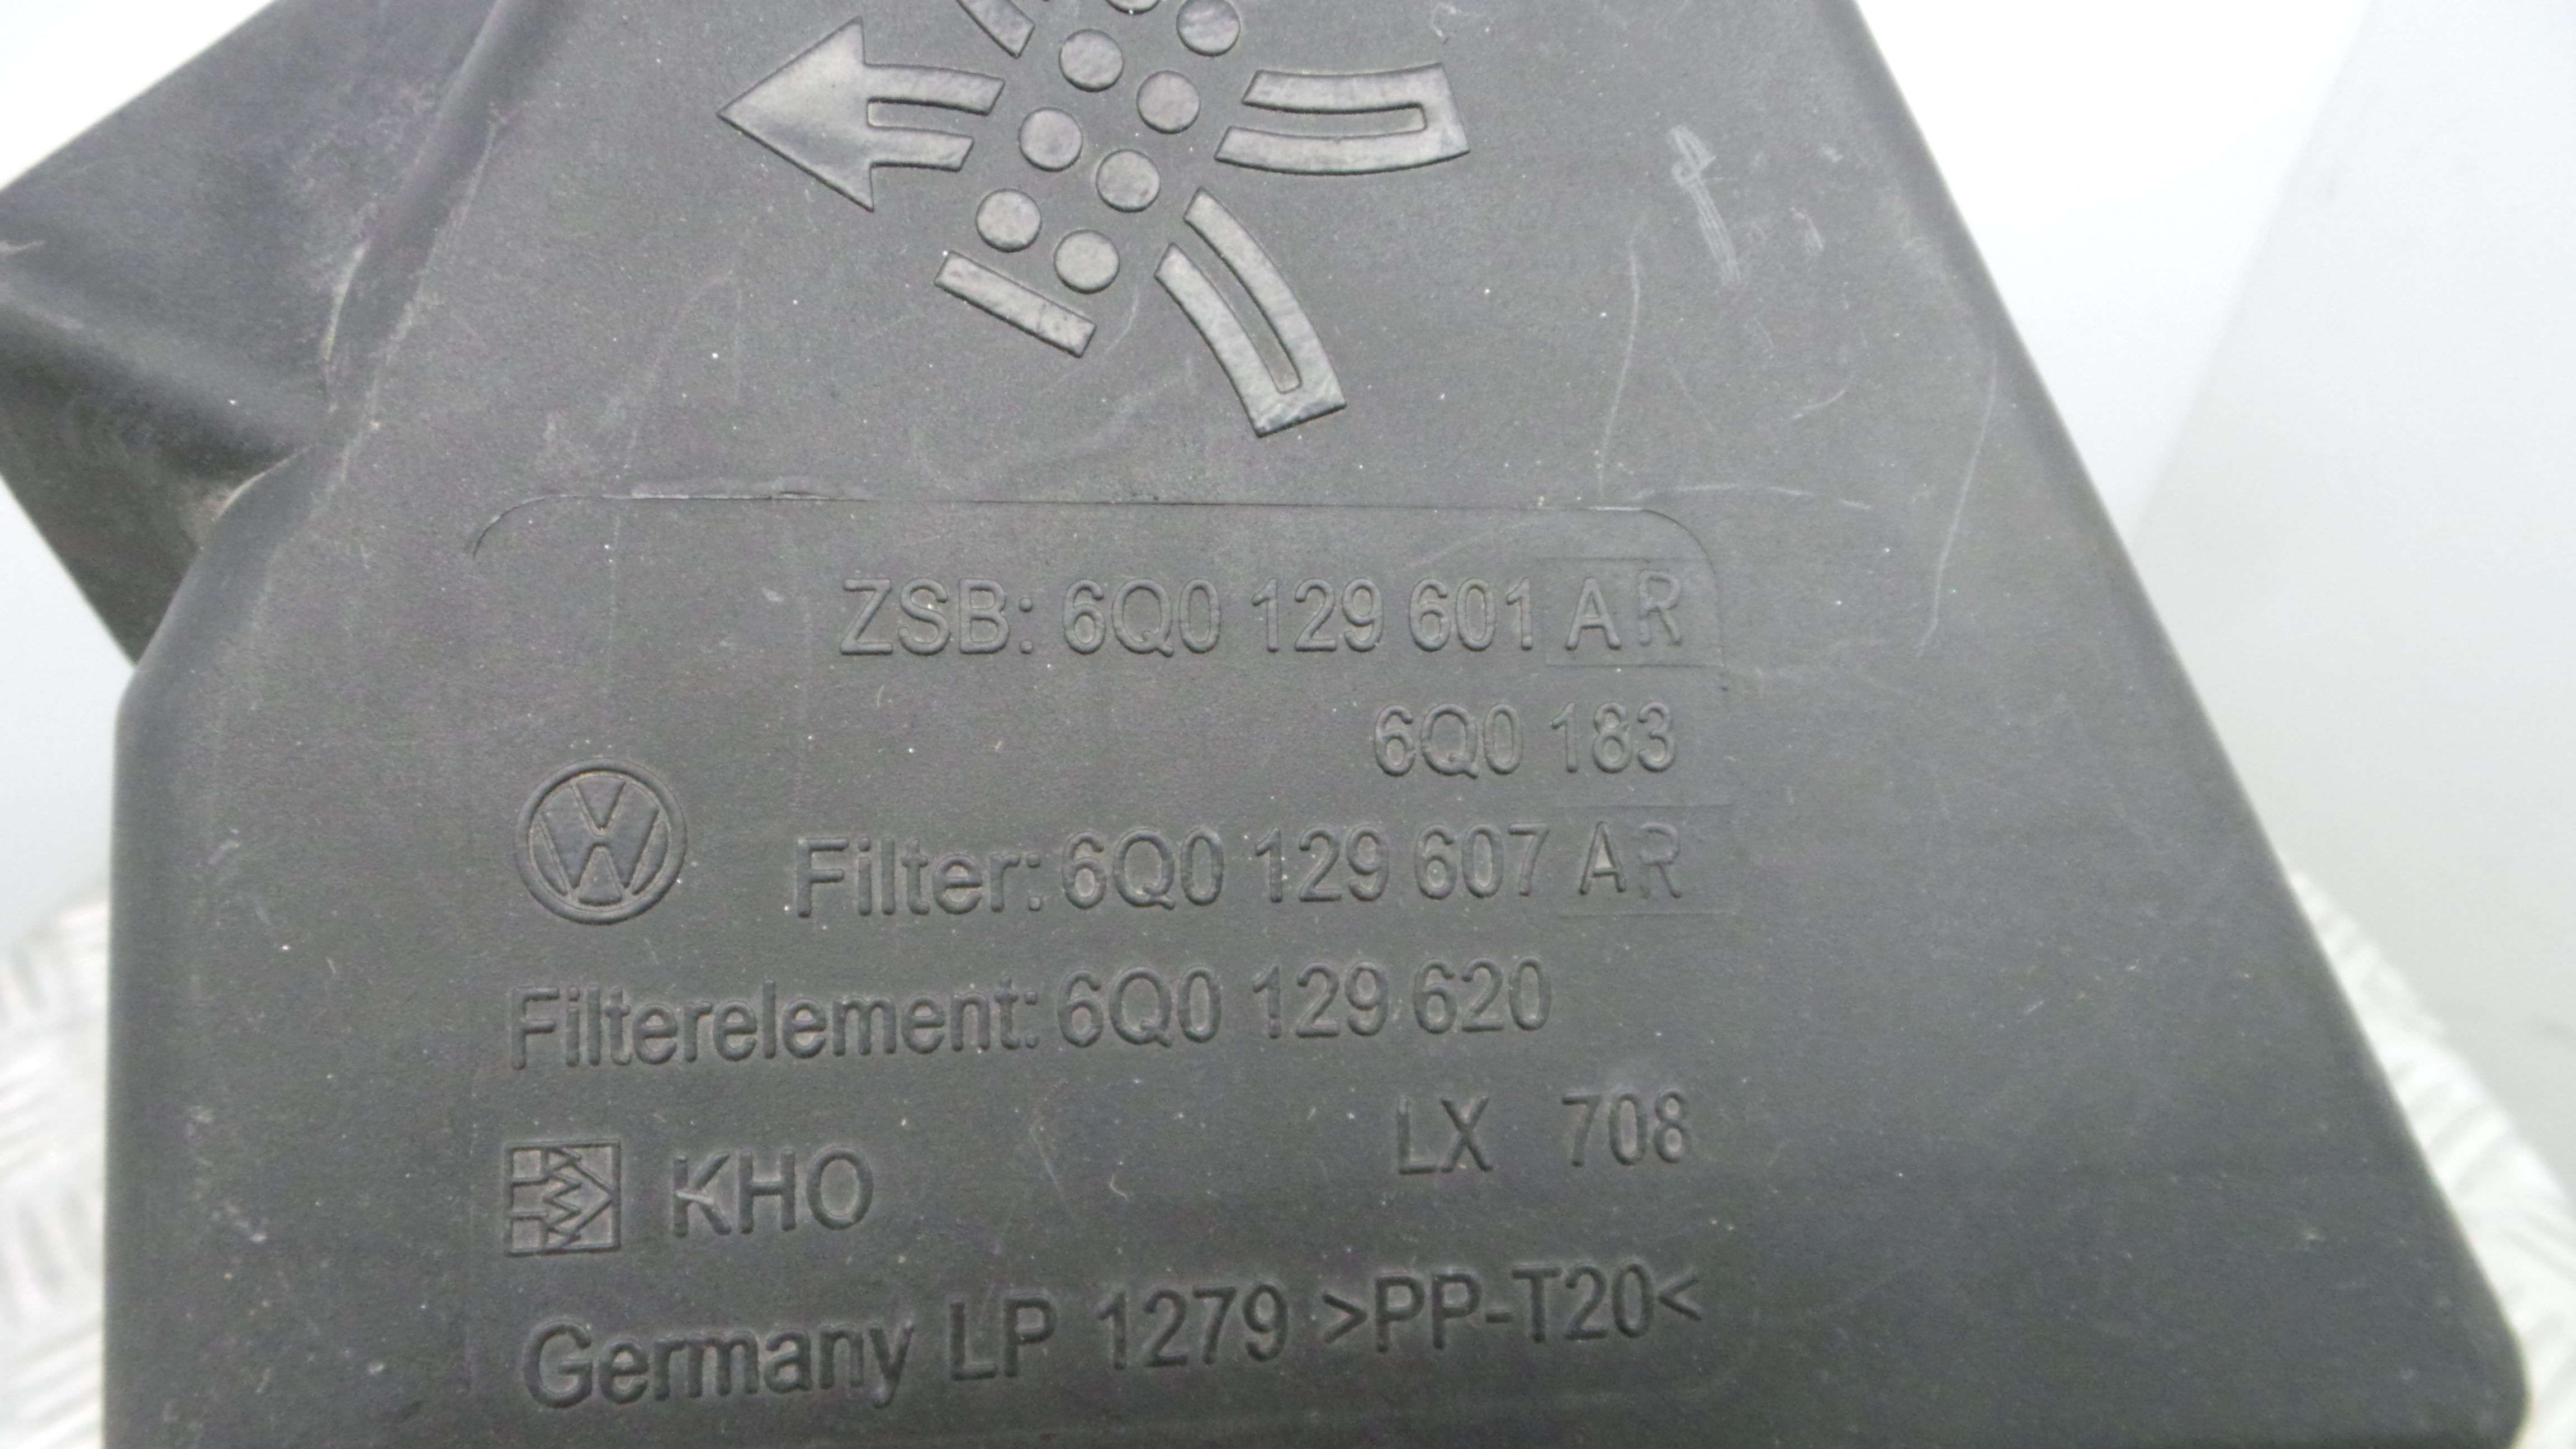 ZSB: 6Q0 129 601 AR
6Q0 183
Filter: 6Q0 129 607 AR
Filterelement: 6Q0 129 620
LX 708
KHO
Germany LP 1279 >PP-T20<